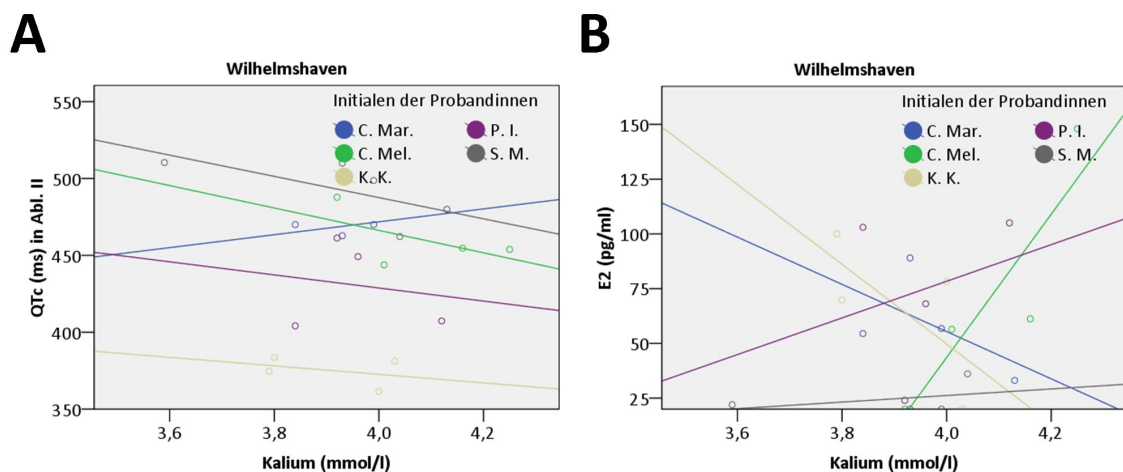 A
Wilhelmshaven
Initialen der Probandinnen
C. Mar. P. I.
C. Mel. S. M.
K. K.
QTc (ms) in Abl. II
550
500
450
400
350
3,6 3,8 4,0 4,2
Kalium (mmol/l)
B
Wilhelmshaven
Initialen der Probandinnen
C. Mar. P. I.
C. Mel. S. M.
K. K.
E2 (pg/ml)
150
125
100
75
50
25
3,6 3,8 4,0 4,2
Kalium (mmol/l)